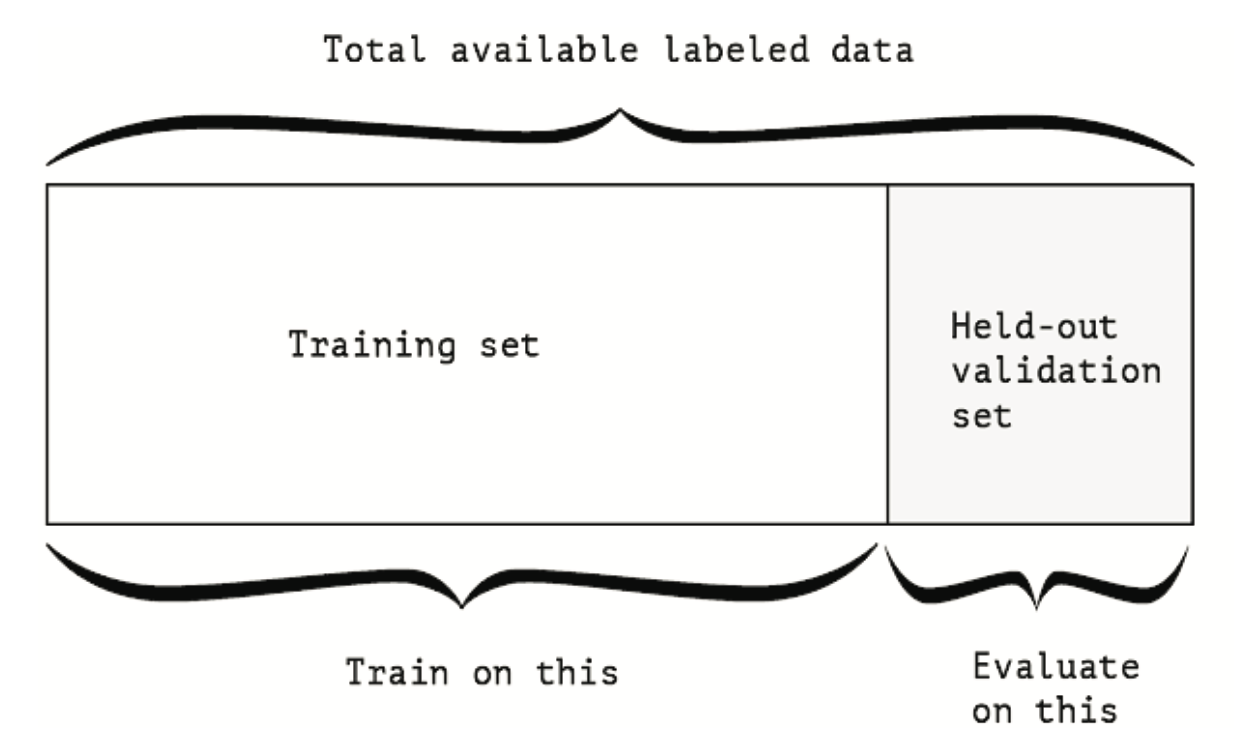 Total available labeled data
Training set
Held-out
validation
set
Train on this
Evaluate
on this